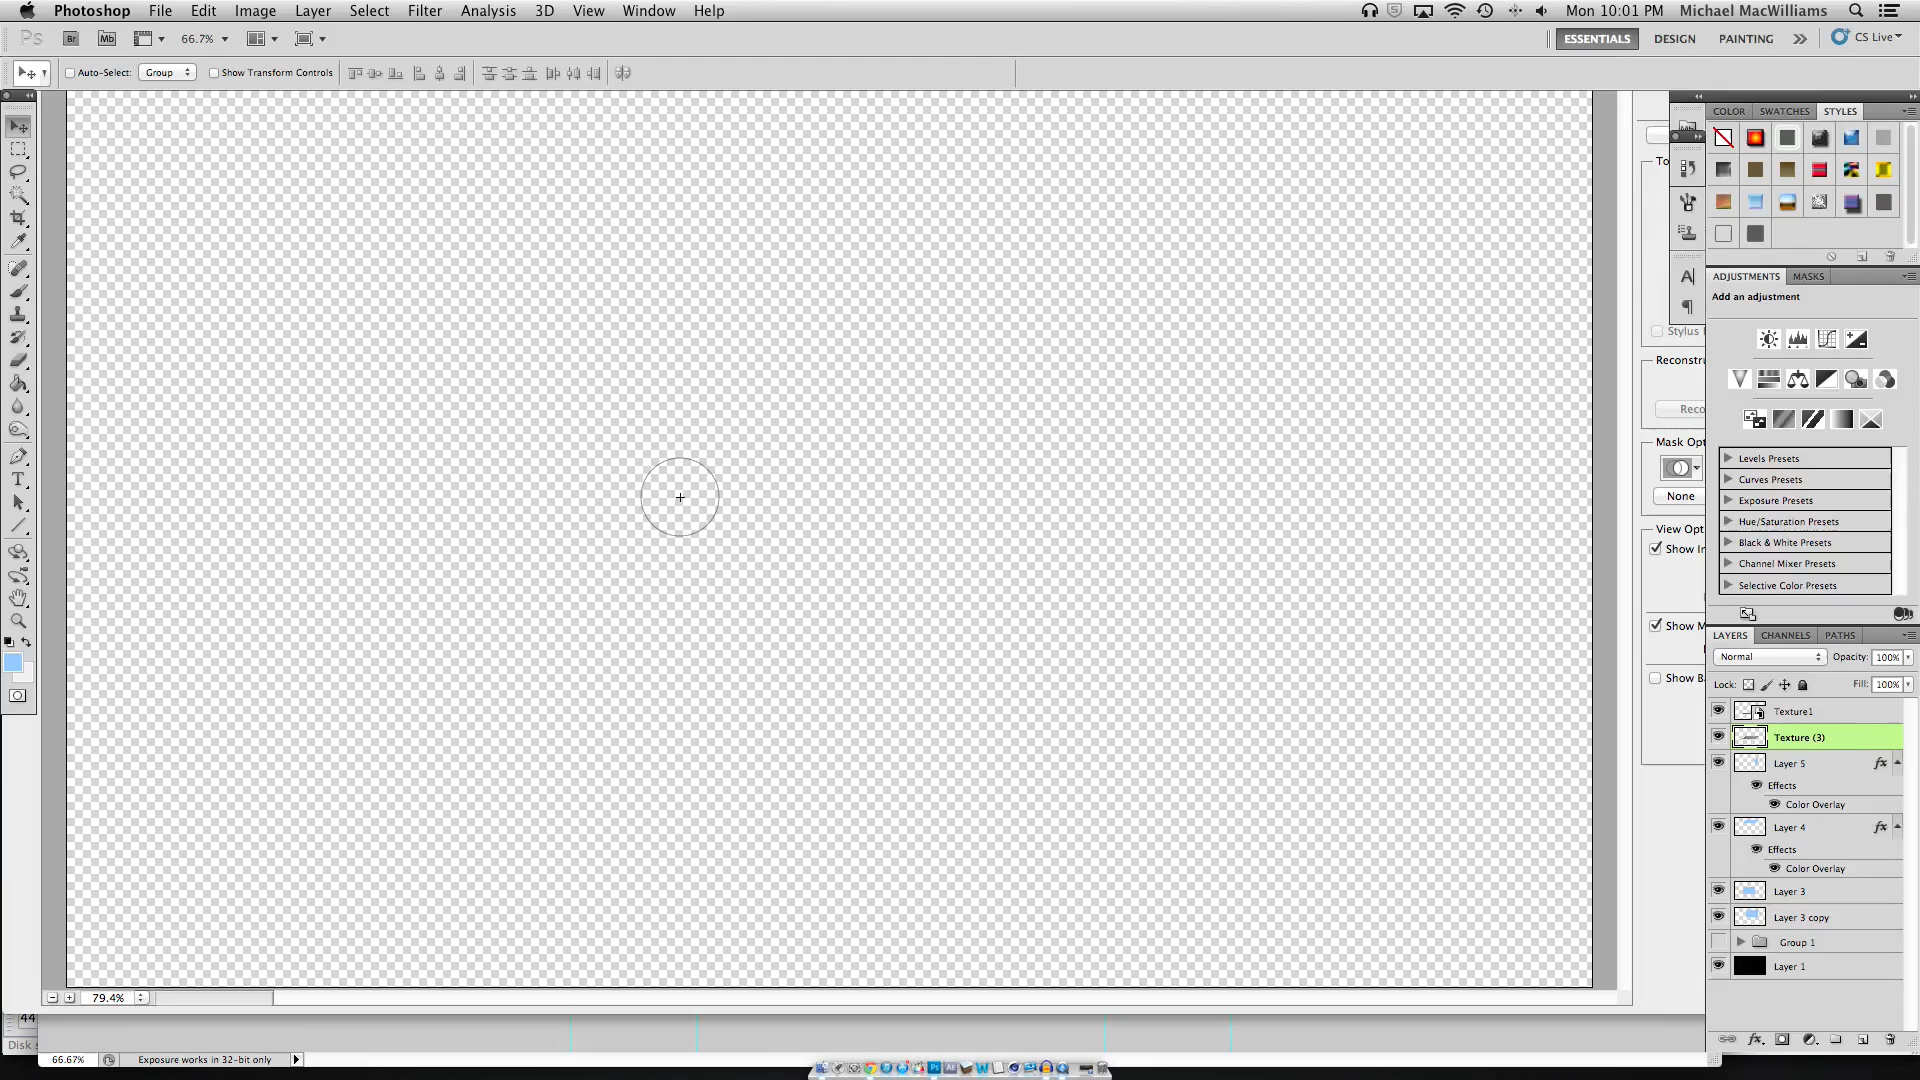 Photoshop File Edit Image Layer Select Filter Analysis 3D View Window Help Mon 10:01 PM Michael MacWilliams
Ps Br Mb 66.7% ESSENTIALS DESIGN PAINTING CS Live
Auto-Select: Group Show Transform Controls
COLOR SWATCHES STYLES
To
ADJUSTMENTS MASKS
Add an adjustment
Stylus
Reconstru
Reco
Mask Opt
None
View Opt
Show In
Show M
Show Ba
Levels Presets
Curves Presets
Exposure Presets
Hue/Saturation Presets
Black & White Presets
Channel Mixer Presets
Selective Color Presets
LAYERS CHANNELS PATHS
Normal Opacity: 100%
Lock: Fill: 100%
Texture1
Texture (3)
Layer 5 fx
Effects
Color Overlay
Layer 4 fx
Effects
Color Overlay
Layer 3
Layer 3 copy
Group 1
Layer 1
79.4%
44
Disk
66.67% Exposure works in 32-bit only